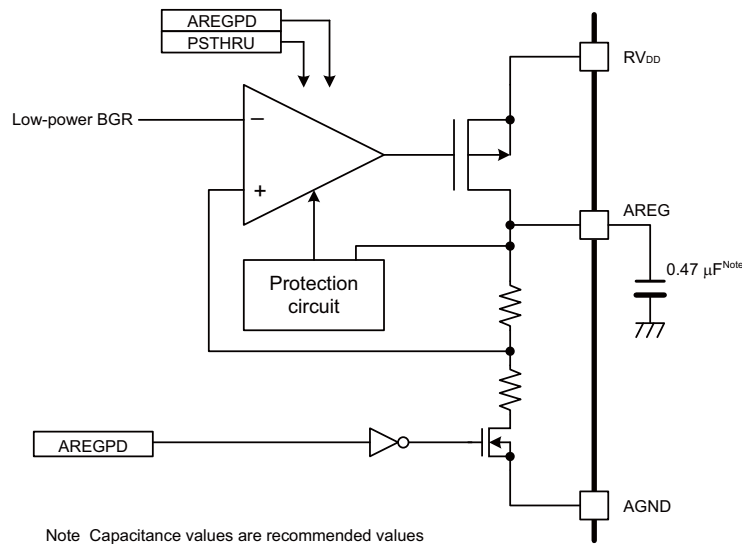 AREGPD
PSTHRU
RVDD
Low-power BGR
−
+
AREG
0.47 μFNote
Protection
circuit
AREGPD
AGND
Note Capacitance values are recommended values